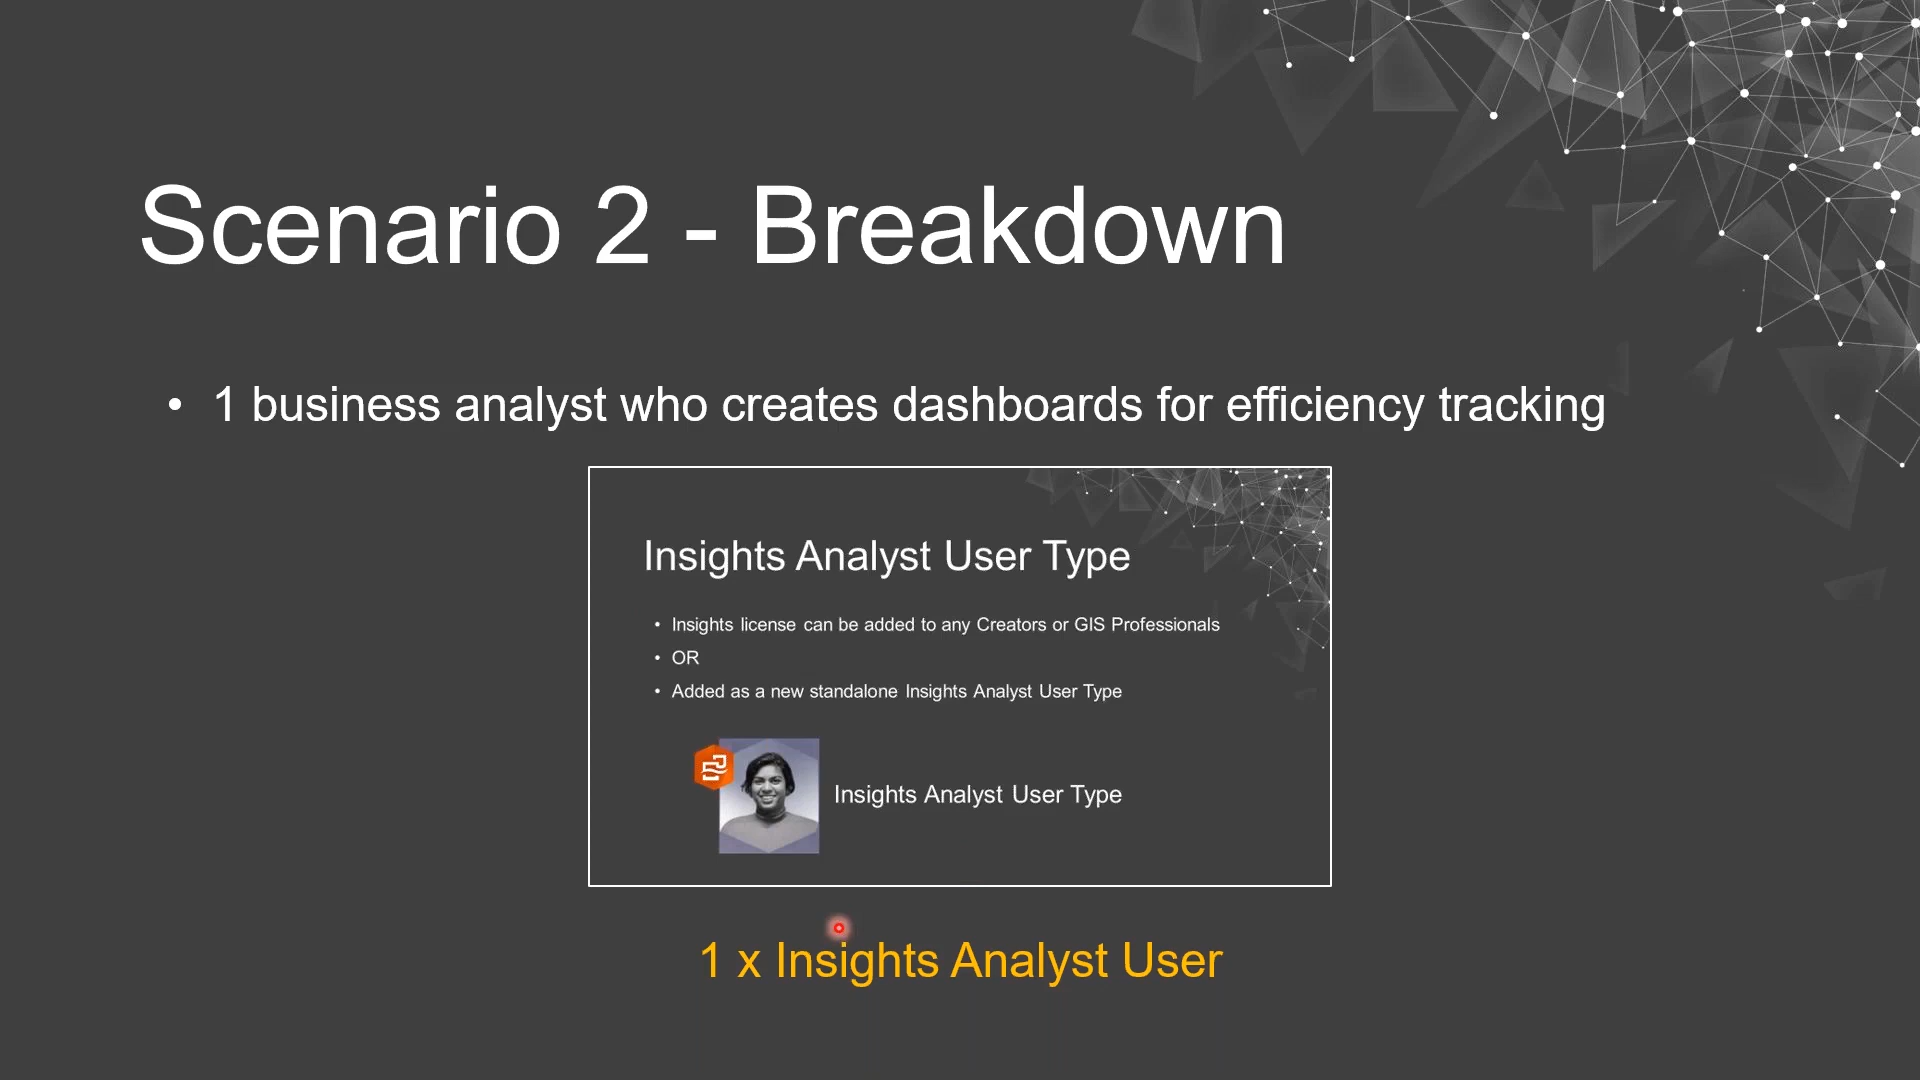 Scenario 2 - Breakdown
• 1 business analyst who creates dashboards for efficiency tracking
Insights Analyst User Type
• Insights license can be added to any Creators or GIS Professionals
• OR
• Added as a new standalone Insights Analyst User Type
Insights Analyst User Type
1 x Insights Analyst User